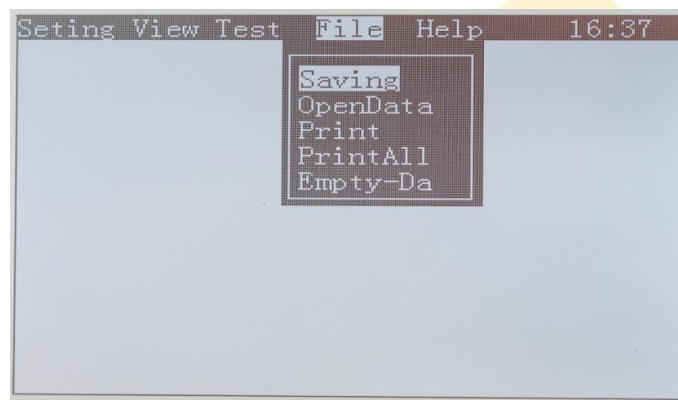 Seting View Test File Help 16:37
Saving
OpenData
Print
PrintAll
Empty-Da